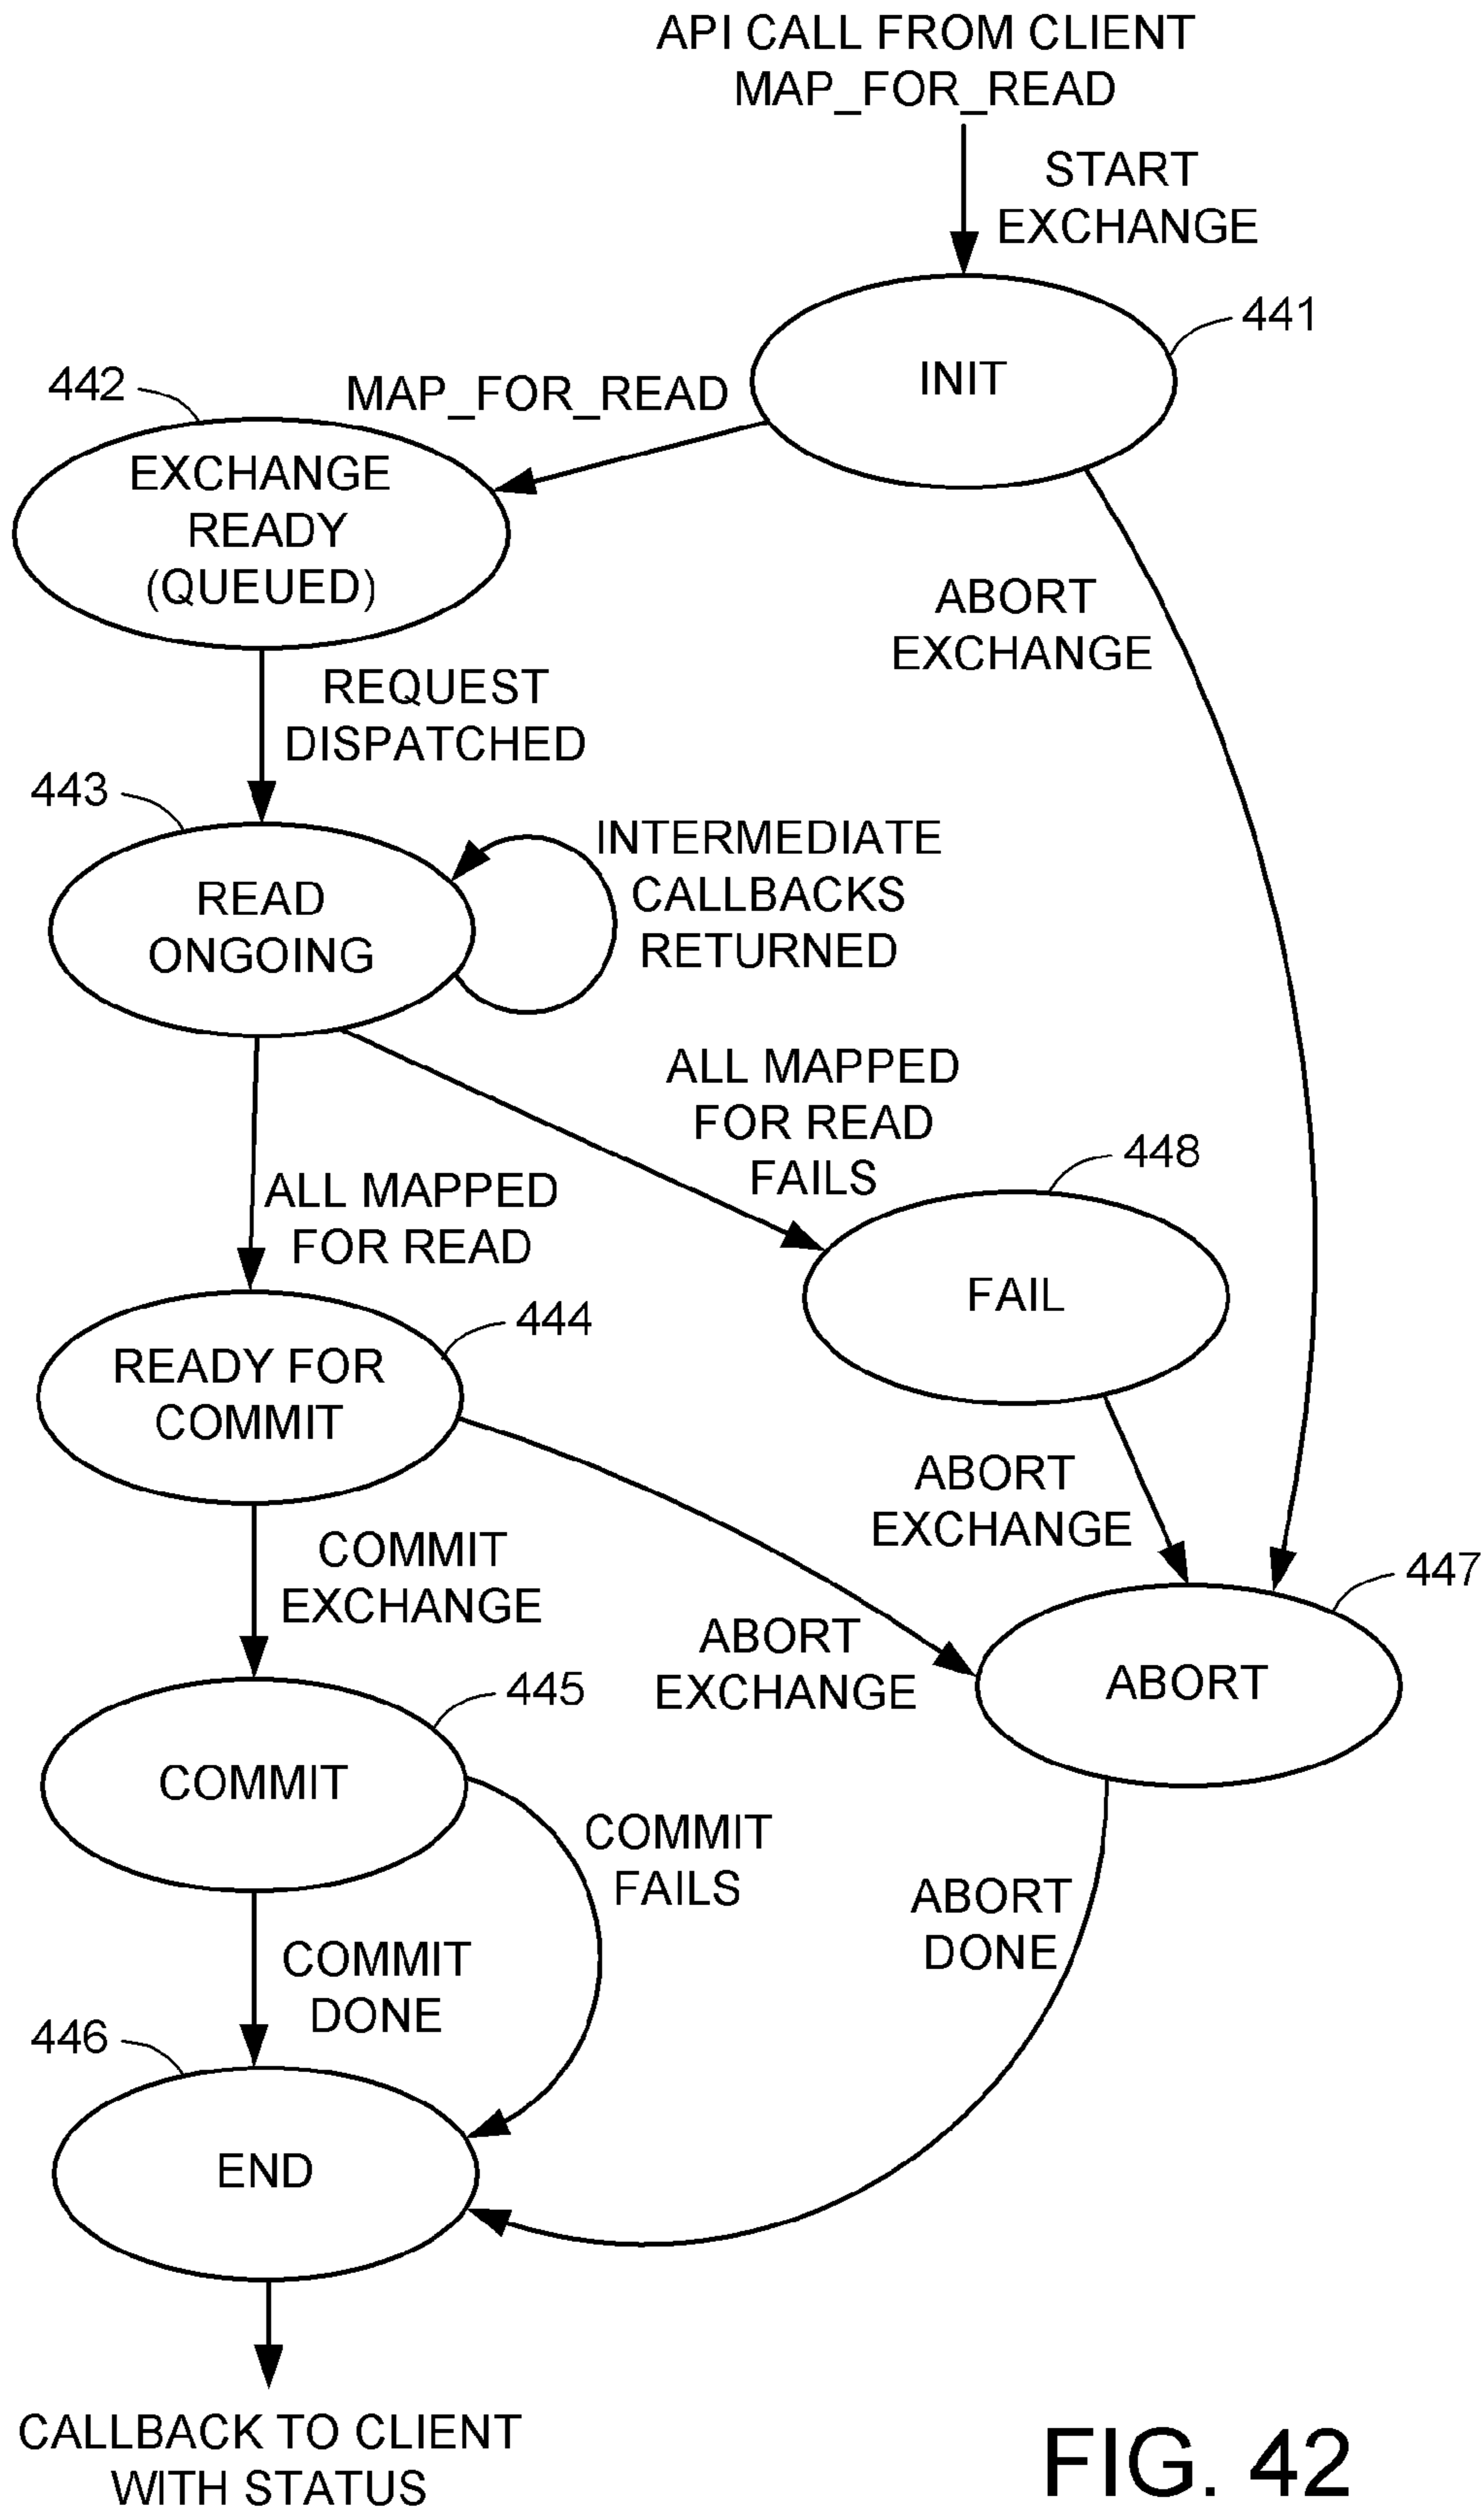 API CALL FROM CLIENT
MAP_FOR_READ
START
EXCHANGE
441
INIT
442
MAP_FOR_READ
EXCHANGE
READY
(QUEUED)
ABORT
EXCHANGE
REQUEST
DISPATCHED
443
READ
ONGOING
INTERMEDIATE
CALLBACKS
RETURNED
ALL MAPPED
FOR READ
FAILS
448
ALL MAPPED
FOR READ
FAIL
444
READY FOR
COMMIT
ABORT
EXCHANGE
COMMIT
EXCHANGE
447
ABORT
EXCHANGE
ABORT
445
COMMIT
COMMIT
FAILS
ABORT
DONE
COMMIT
DONE
446
END
CALLBACK TO CLIENT
WITH STATUS
FIG. 42